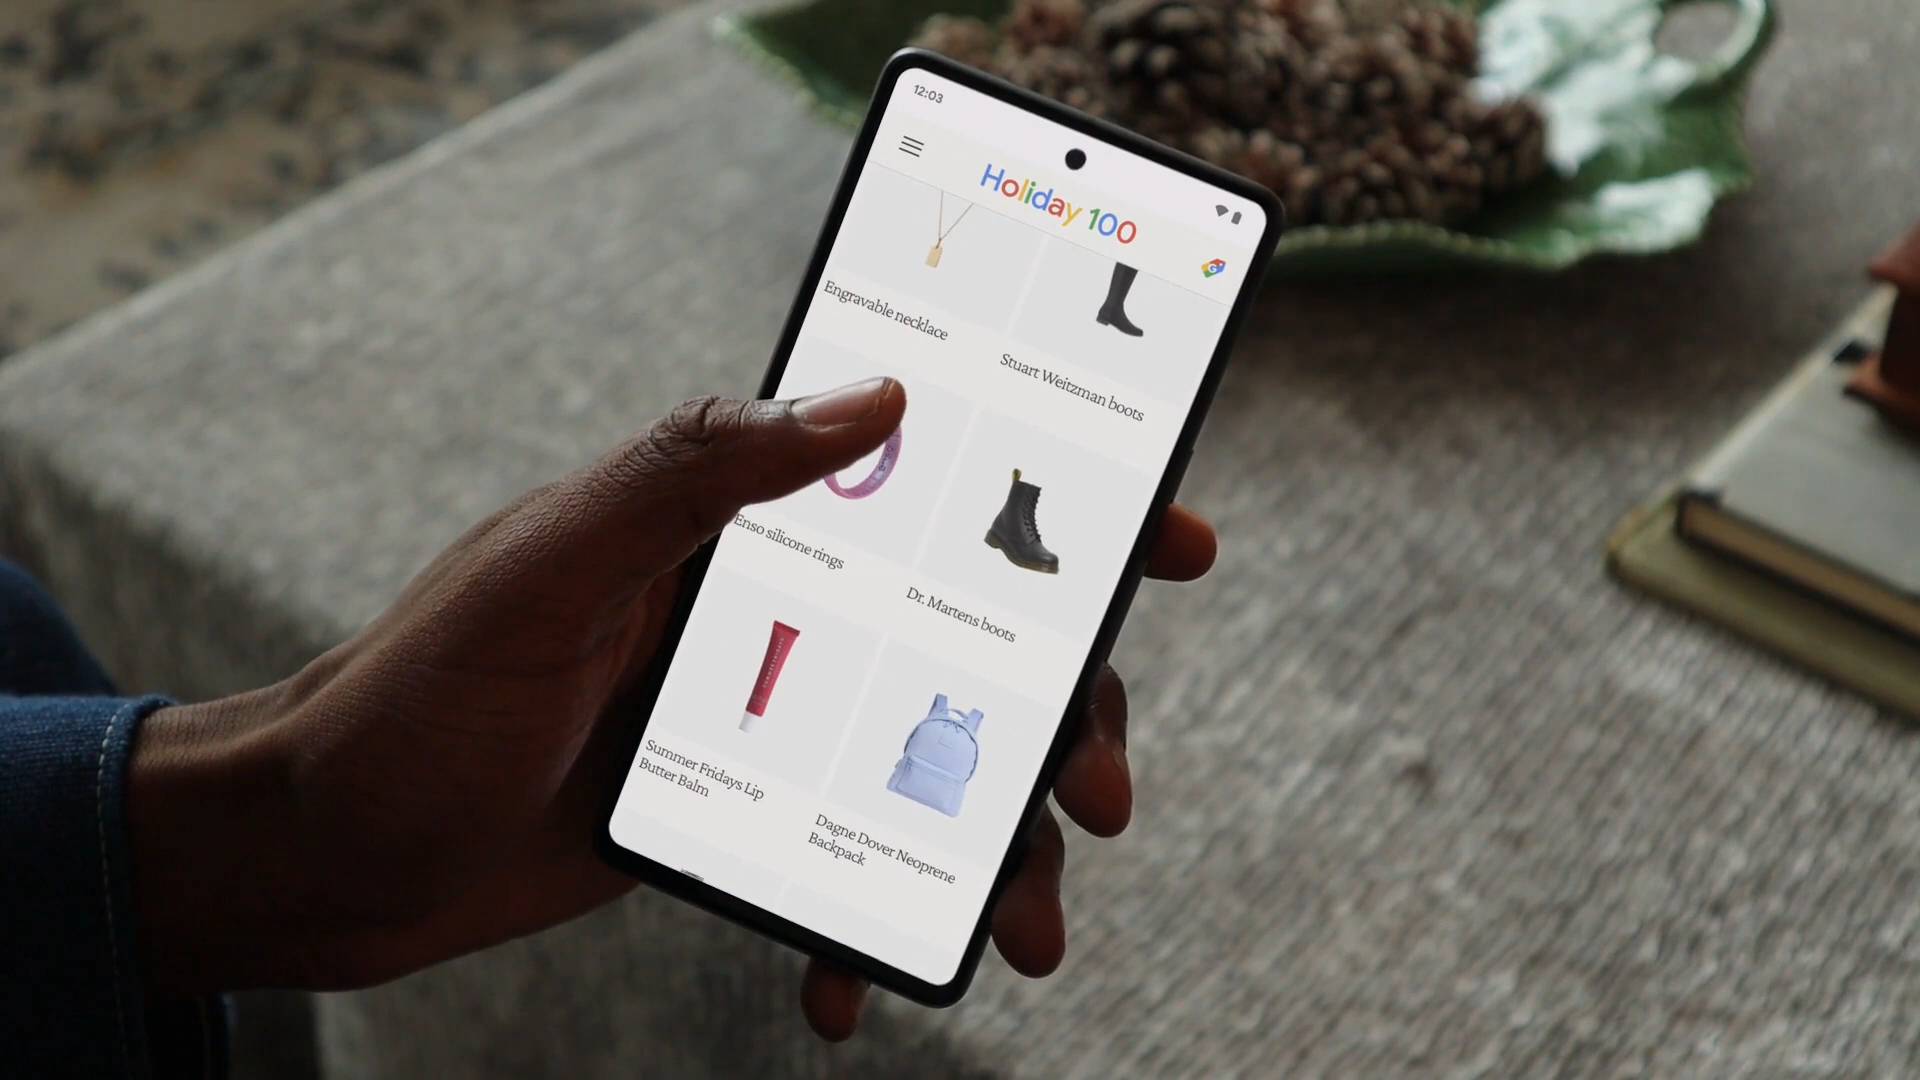 12:03
Holiday 100
Engravable necklace
Stuart Weitzman boots
Enso silicone rings
Dr. Martens boots
Summer Fridays Lip
Butter Balm
Dagne Dover Neoprene
Backpack